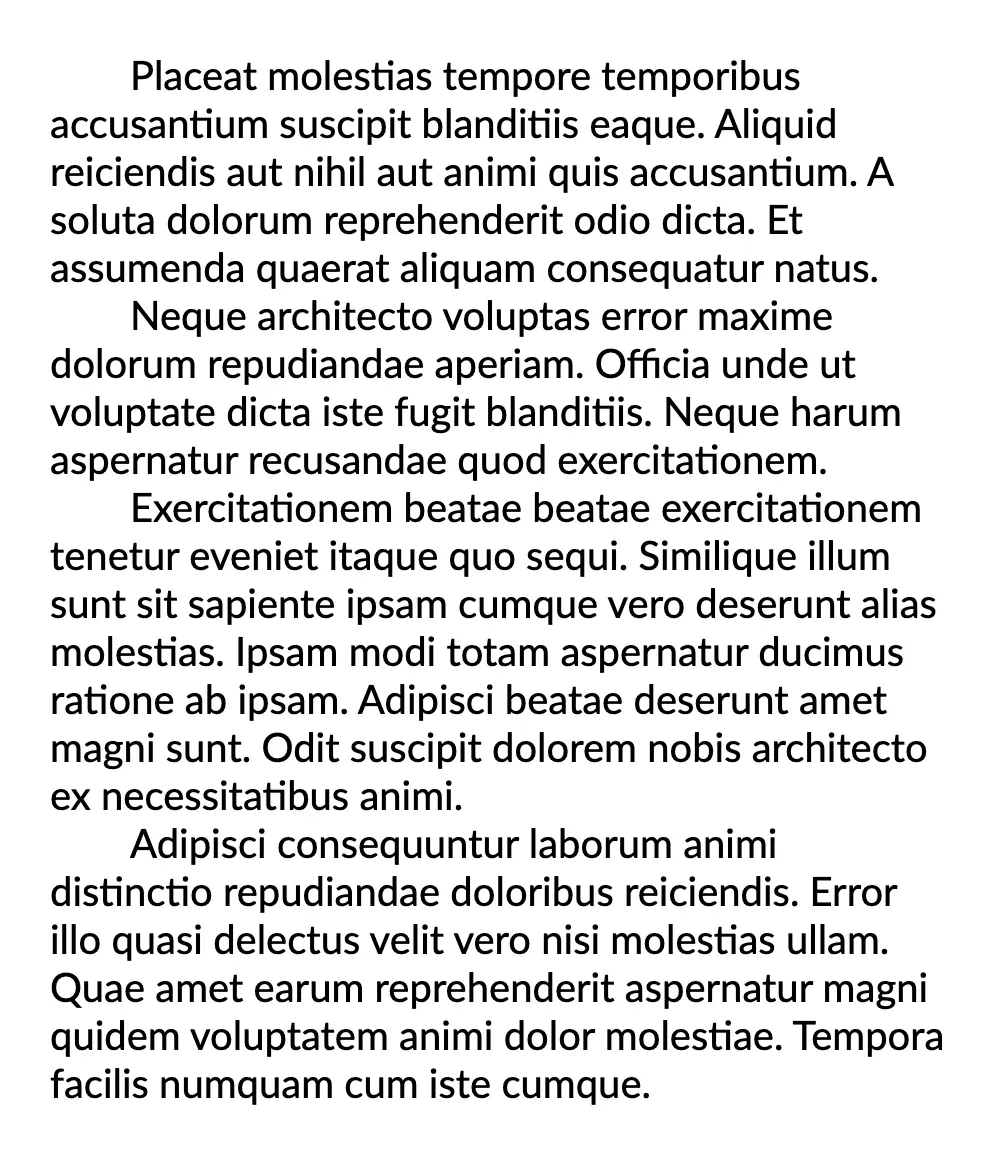 Placeat molestias tempore temporibus
accusantium suscipit blanditiis eaque. Aliquid
reiciendis aut nihil aut animi quis accusantium. A
soluta dolorum reprehenderit odio dicta. Et
assumenda quaerat aliquam consequatur natus.
Neque architecto voluptas error maxime
dolorum repudiandae aperiam. Officia unde ut
voluptate dicta iste fugit blanditiis. Neque harum
aspernatur recusandae quod exercitationem.
Exercitationem beatae beatae exercitationem
tenetur eveniet itaque quo sequi. Similique illum
sunt sit sapiente ipsam cumque vero deserunt alias
molestias. Ipsam modi totam aspernatur ducimus
ratione ab ipsam. Adipisci beatae deserunt amet
magni sunt. Odit suscipit dolorem nobis architecto
ex necessitatibus animi.
Adipisci consequuntur laborum animi
distinctio repudiandae doloribus reiciendis. Error
illo quasi delectus velit vero nisi molestias ullam.
Quae amet earum reprehenderit aspernatur magni
quidem voluptatem animi dolor molestiae. Tempora
facilis numquam cum iste cumque.